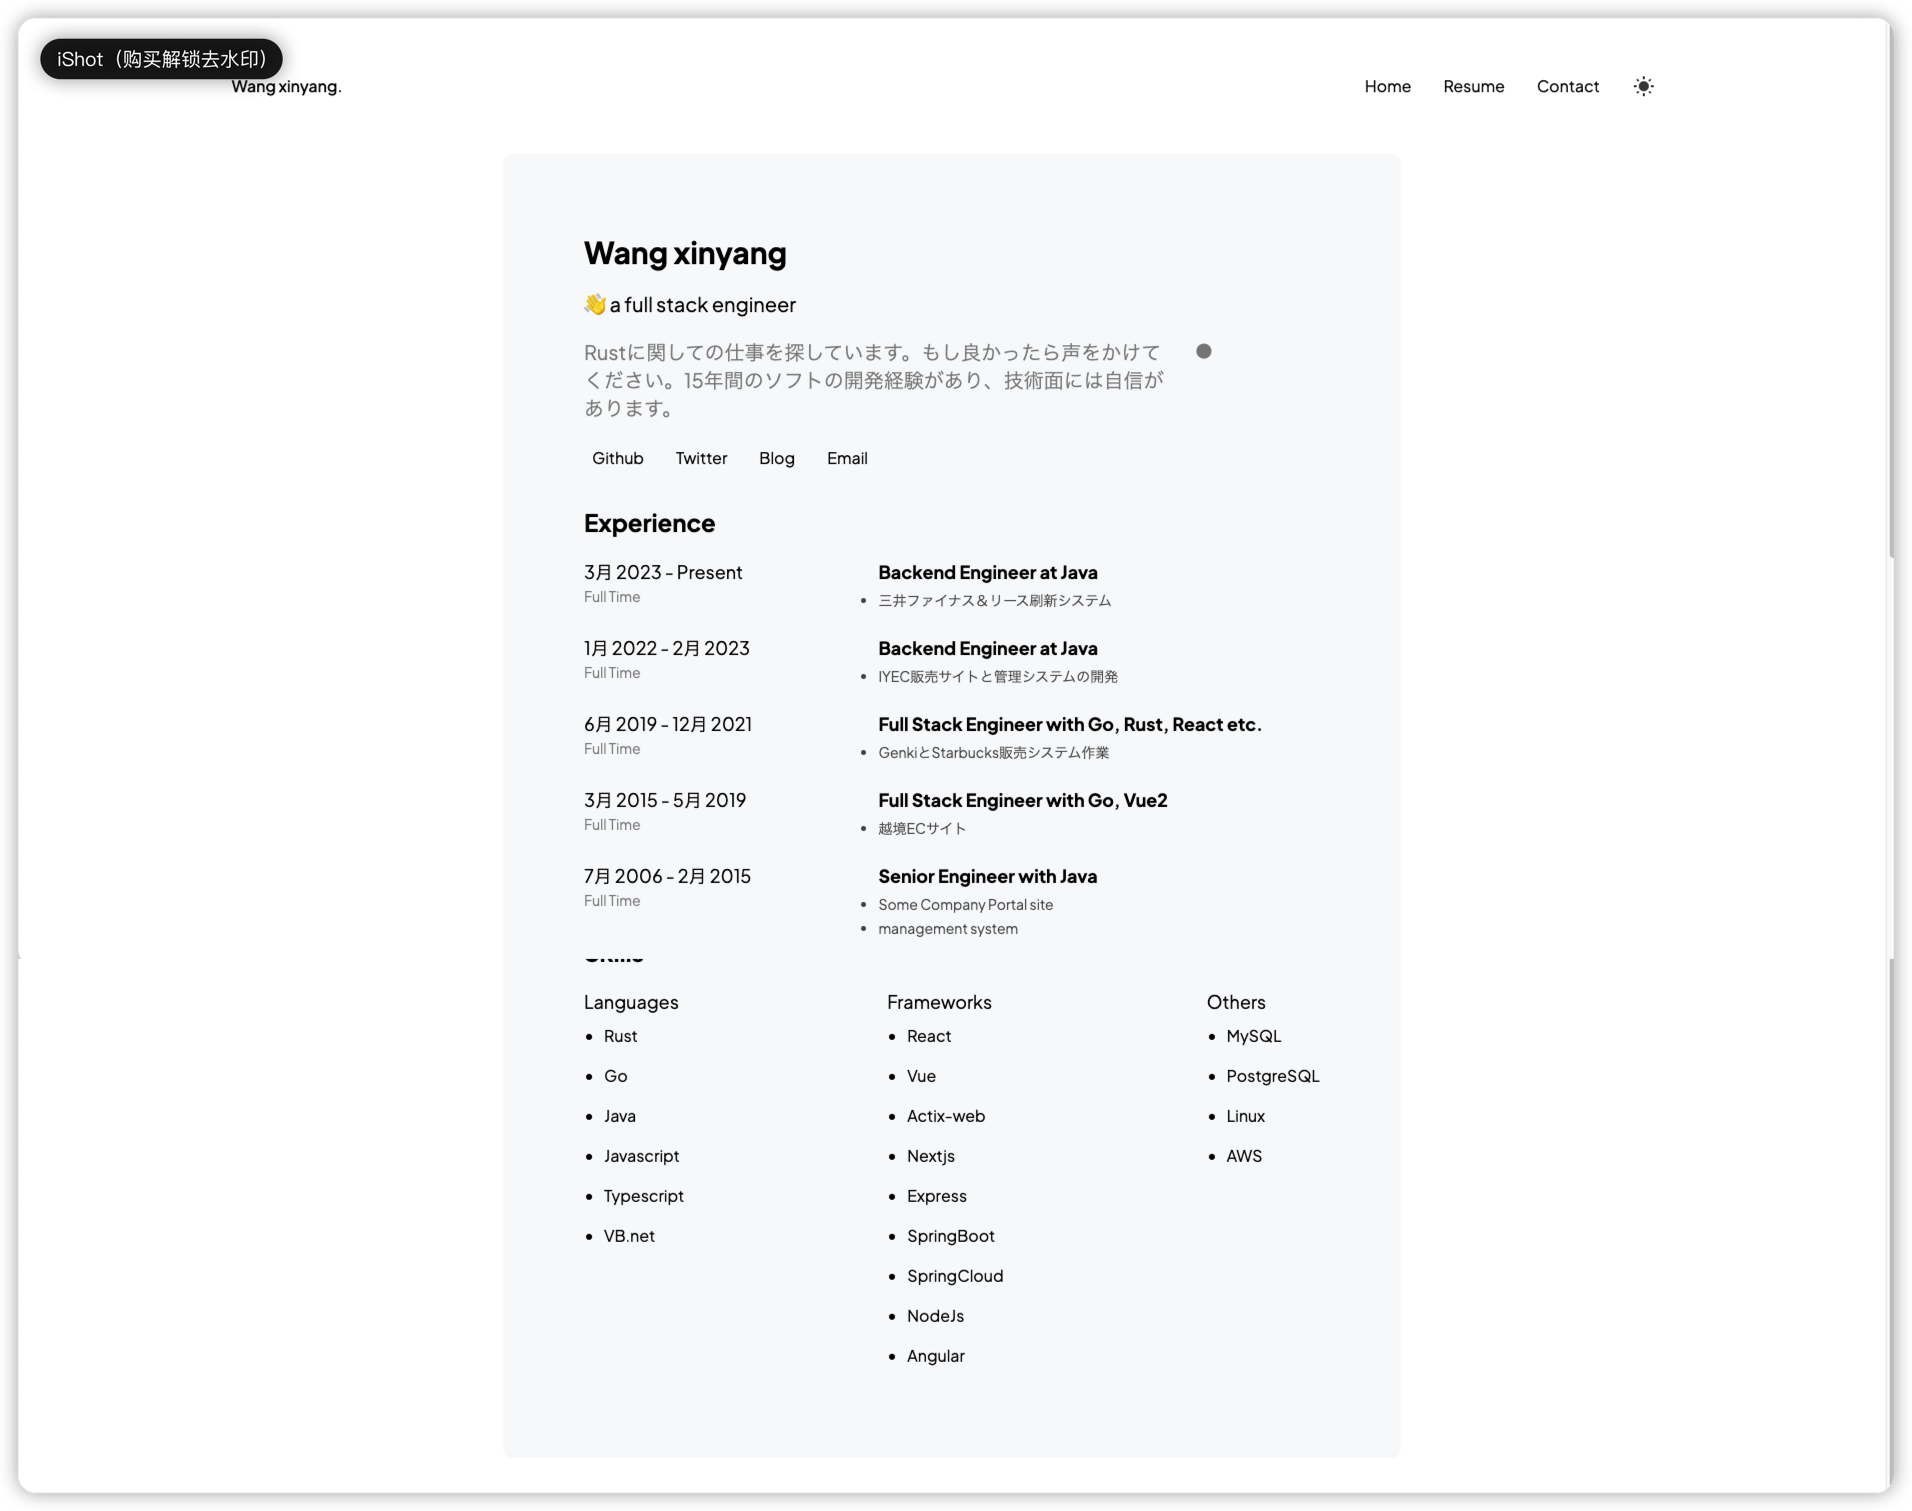 iShot（购买解锁去水印）
Wang xinyang.
Home Resume Contact
Wang xinyang
👋 a full stack engineer
Rustに関しての仕事を探しています。もし良かったら声をかけて
ください。15年間のソフトの開発経験があり、技術面には自信が
あります。
Github Twitter Blog Email
Experience
3月 2023 - Present
Full Time
Backend Engineer at Java
• 三井ファイナス＆リース刷新システム
1月 2022 - 2月 2023
Full Time
Backend Engineer at Java
• IYEC販売サイトと管理システムの開発
6月 2019 - 12月 2021
Full Time
Full Stack Engineer with Go, Rust, React etc.
• GenkiとStarbucks販売システム作業
3月 2015 - 5月 2019
Full Time
Full Stack Engineer with Go, Vue2
• 越境ECサイト
7月 2006 - 2月 2015
Full Time
Senior Engineer with Java
• Some Company Portal site
• management system
Skills
Languages
• Rust
• Go
• Java
• Javascript
• Typescript
• VB.net
Frameworks
• React
• Vue
• Actix-web
• Nextjs
• Express
• SpringBoot
• SpringCloud
• NodeJs
• Angular
Others
• MySQL
• PostgreSQL
• Linux
• AWS